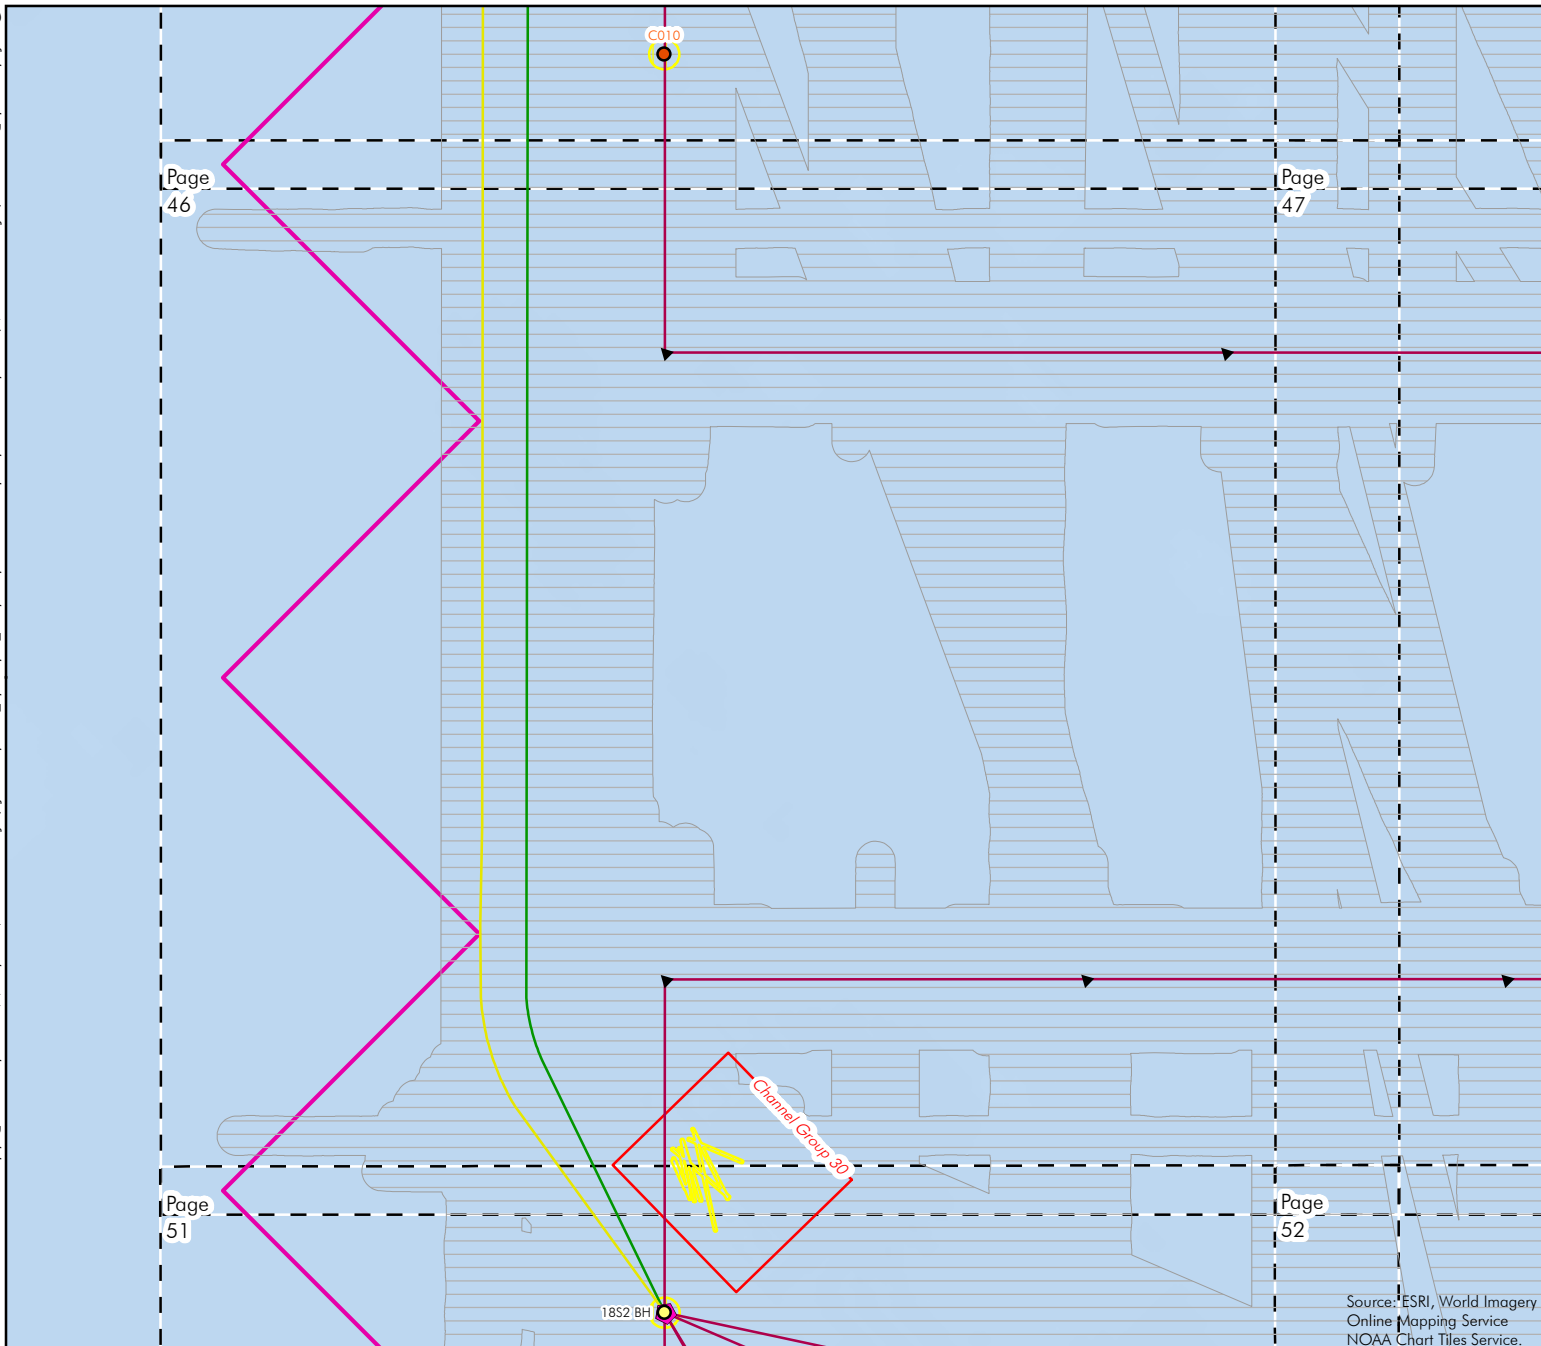 C010
Page
46
Page
47
Channel Group 30
Page
51
Page
52
18S2 BH
Source: ESRI, World Imagery
Online Mapping Service
NOAA Chart Tiles Service.